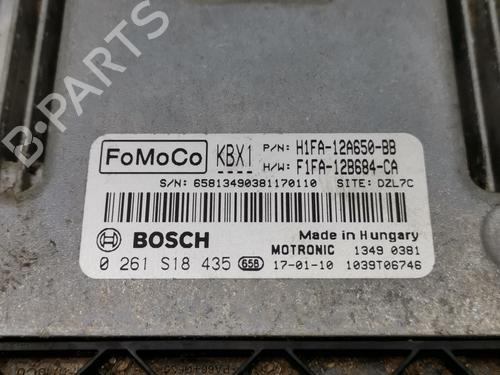 FoMoCo KBX1 P/N: H1FA-12A650-BB
H/W: F1FA-12B684-CA
S/N: 65813490381170110 SITE: DZL7C
BOSCH Made in Hungary
MOTRONIC 1349 0381
0 261 S18 435 658 17-01-10 1039T06746
B-PARTS